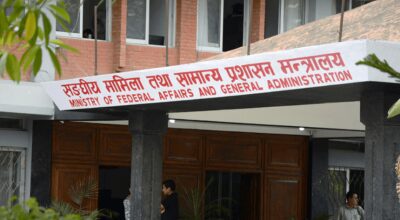 सङ्घीय मामिला तथा सामान्य प्रशासन मन्त्रालय
MINISTRY OF FEDERAL AFFAIRS AND GENERAL ADMINISTRATION